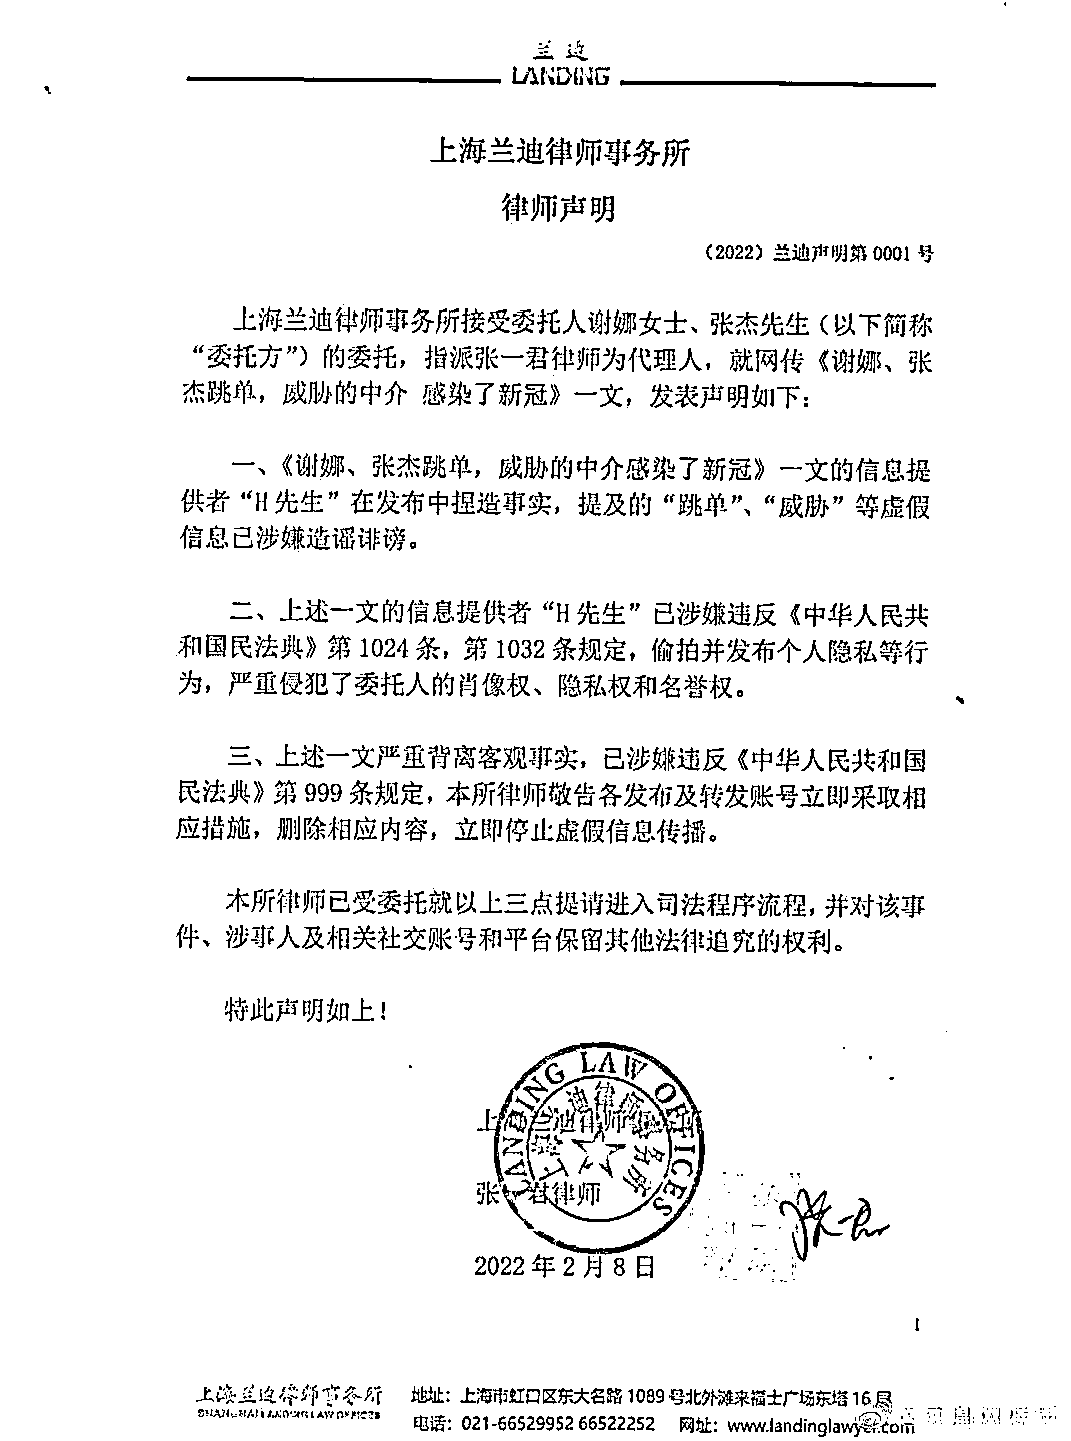 兰迪
LANDING
上海兰迪律师事务所
律师声明
（2022）兰迪声明第 0001 号
上海兰迪律师事务所接受委托人谢娜女士、张杰先生（以下简称
“委托方”）的委托，指派张一君律师为代理人，就网传《谢娜、张
杰跳单，威胁的中介 感染了新冠》一文，发表声明如下：
一、《谢娜、张杰跳单，威胁的中介感染了新冠》一文的信息提
供者“H 先生”在发布中捏造事实，提及的“跳单”、“威胁”等虚假
信息已涉嫌造谣诽谤。
二、上述一文的信息提供者“H 先生”已涉嫌违反《中华人民共
和国民法典》第 1024 条，第 1032 条规定，偷拍并发布个人隐私等行
为，严重侵犯了委托人的肖像权、隐私权和名誉权。
三、上述一文严重背离客观事实，已涉嫌违反《中华人民共和国
民法典》第 999 条规定，本所律师敬告各发布及转发账号立即采取相
应措施，删除相应内容，立即停止虚假信息传播。
本所律师已受委托就以上三点提请进入司法程序流程，并对该事
件、涉事人及相关社交账号和平台保留其他法律追究的权利。
特此声明如上！
LANDING LAW OFFICES
上海兰迪律师事务所
上海兰迪律师事务所
张一君律师
张一君
2022 年 2 月 8 日
1
上海兰迪律师事务所
SHANGHAI LANDING LAW OFFICES
地址：上海市虹口区东大名路 1089 号北外滩来福士广场东塔 16 层
电话：021-66529952 66522252 网址：www.landinglawyer.com